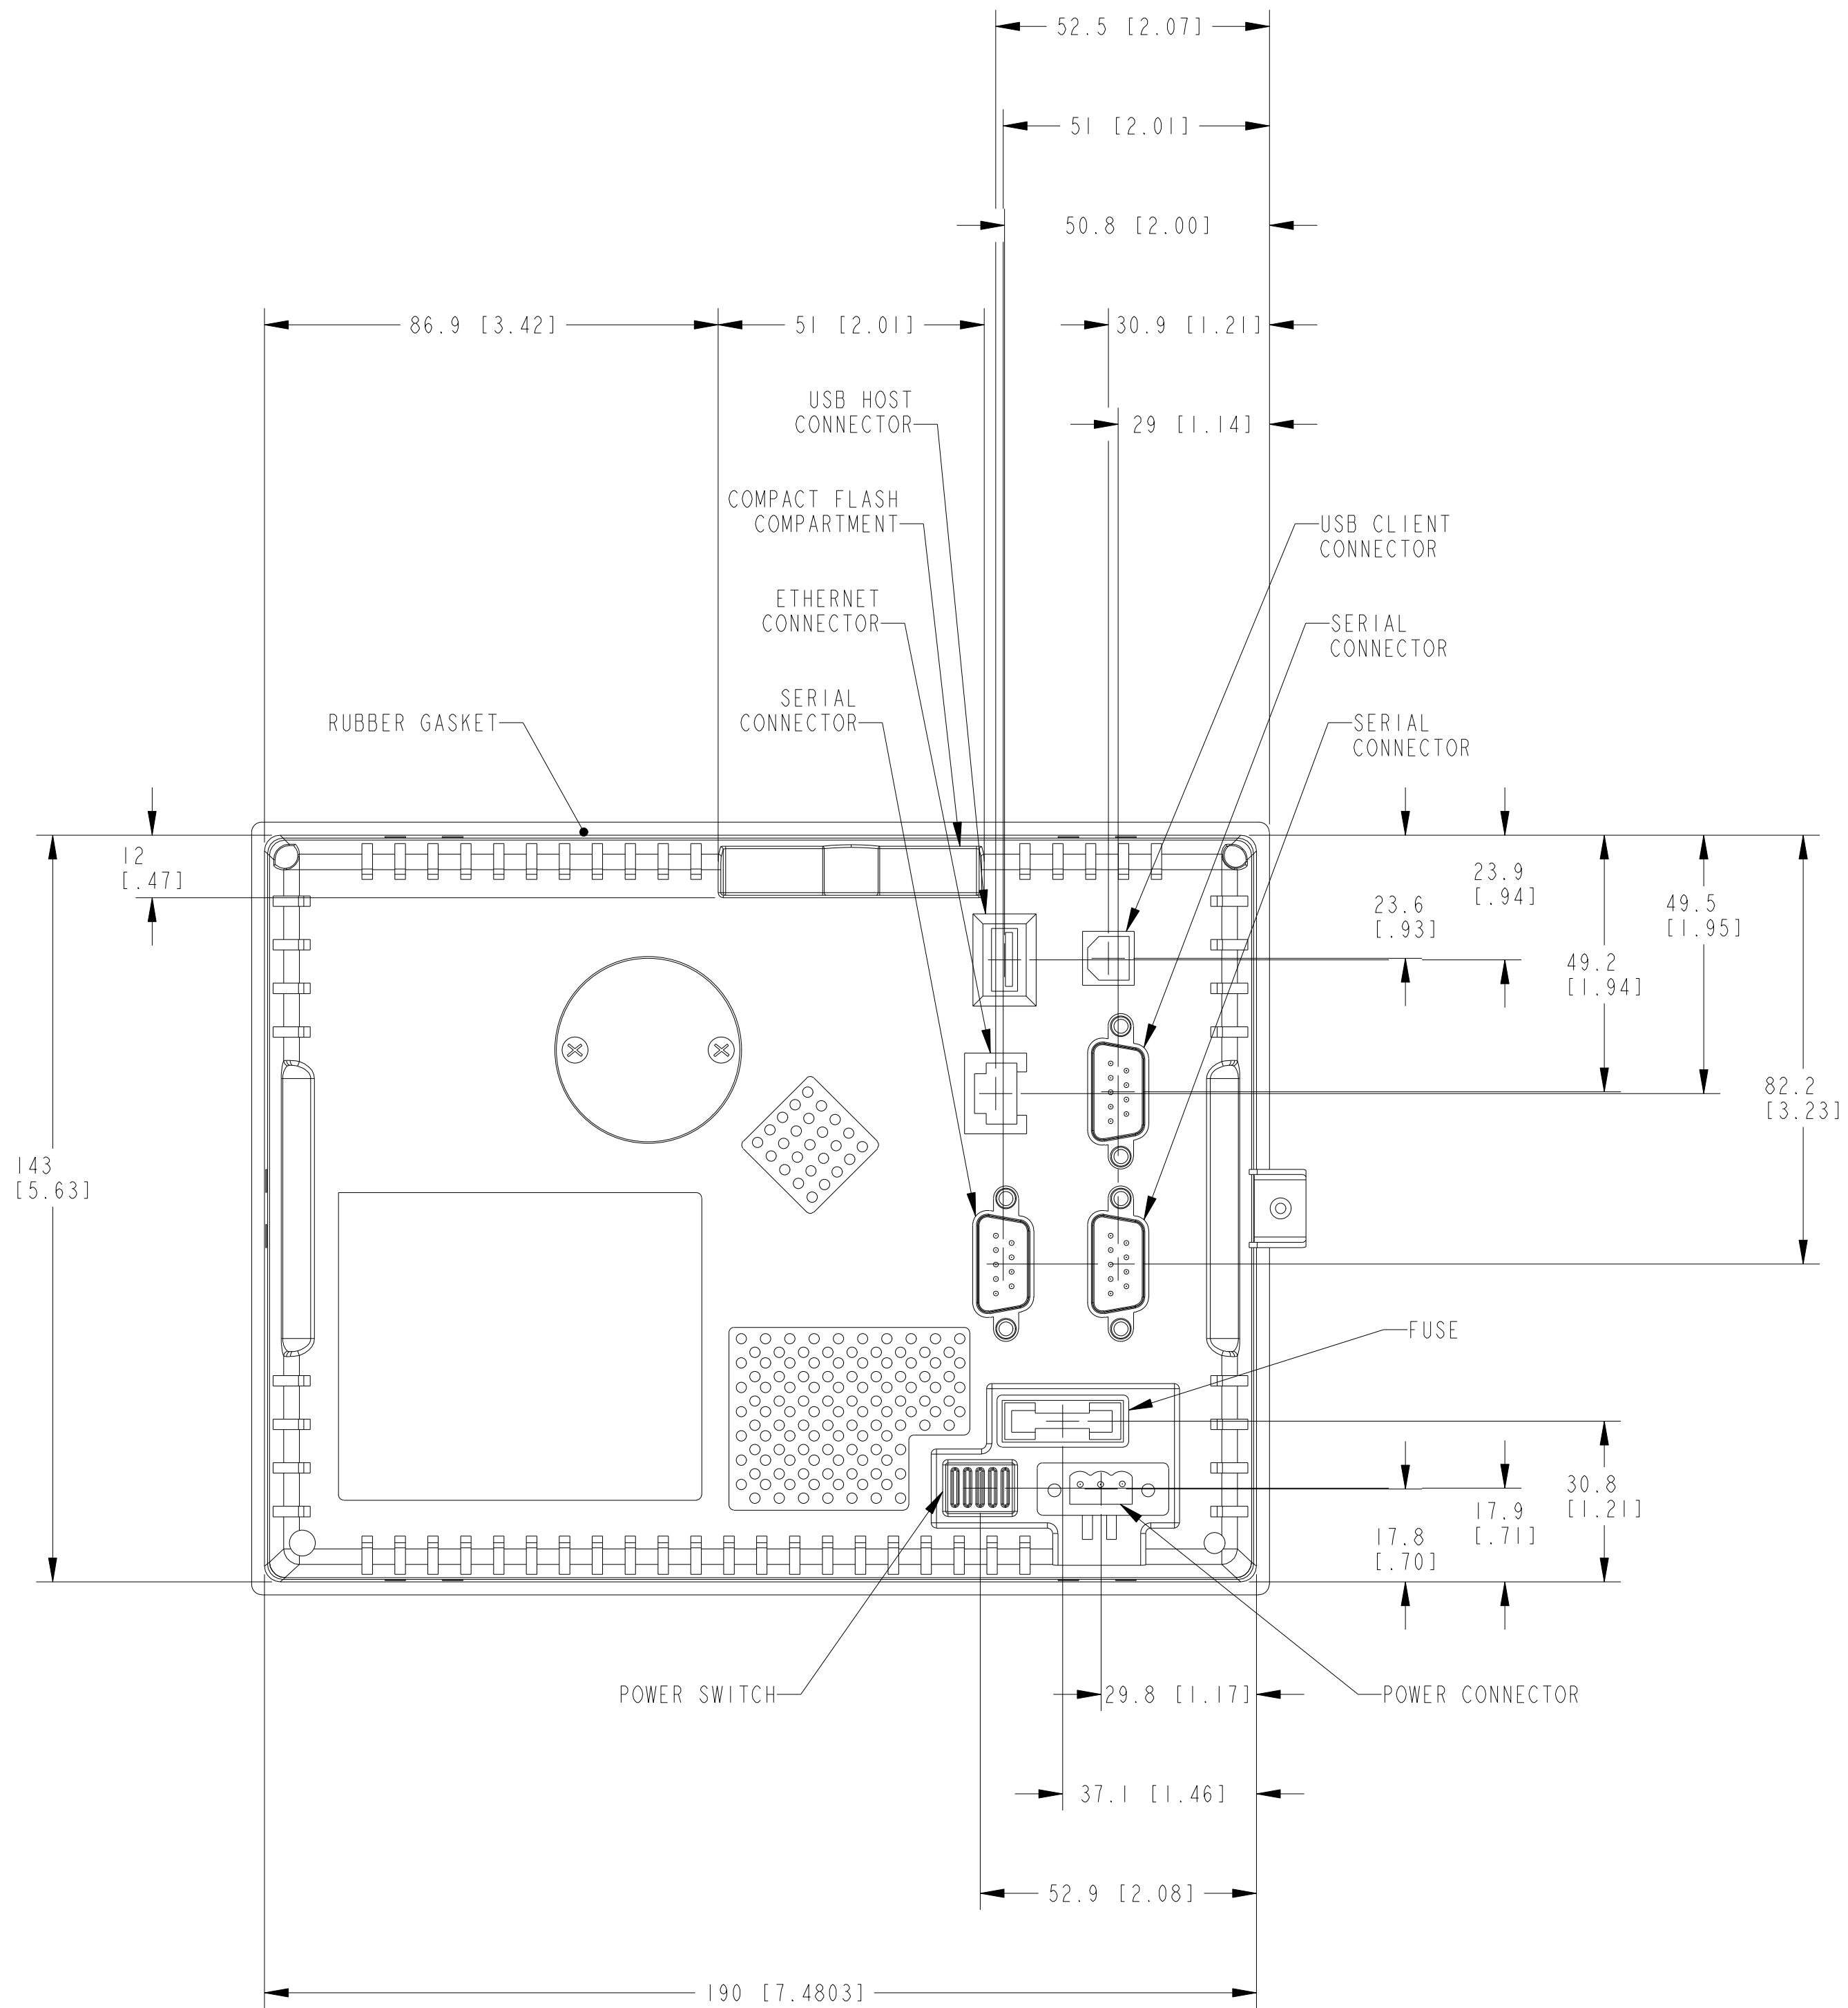 52.5 [2.07]
51 [2.01]
50.8 [2.00]
86.9 [3.42]
51 [2.01]
30.9 [1.21]
USB HOST
CONNECTOR
29 [1.14]
COMPACT FLASH
COMPARTMENT
USB CLIENT
CONNECTOR
ETHERNET
CONNECTOR
SERIAL
CONNECTOR
SERIAL
CONNECTOR
RUBBER GASKET
SERIAL
CONNECTOR
12
[.47]
23.9
[.94]
23.6
[.93]
49.5
[1.95]
49.2
[1.94]
82.2
[3.23]
143
[5.63]
FUSE
30.8
[1.21]
17.9
[.71]
17.8
[.70]
POWER SWITCH
29.8 [1.17]
POWER CONNECTOR
37.1 [1.46]
52.9 [2.08]
190 [7.4803]